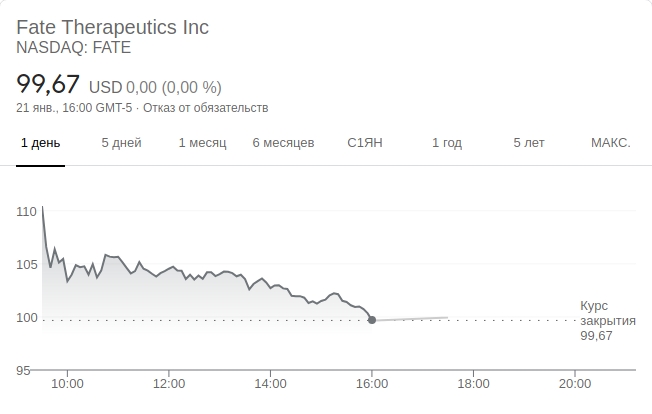 Fate Therapeutics Inc
NASDAQ: FATE
99,67 USD 0,00 (0,00 %)
21 янв., 16:00 GMT-5 · Отказ от обязательств
1 день 5 дней 1 месяц 6 месяцев С1ЯН 1 год 5 лет МАКС.
110
105
100
95
Курс
закрытия
99,67
10:00 12:00 14:00 16:00 18:00 20:00